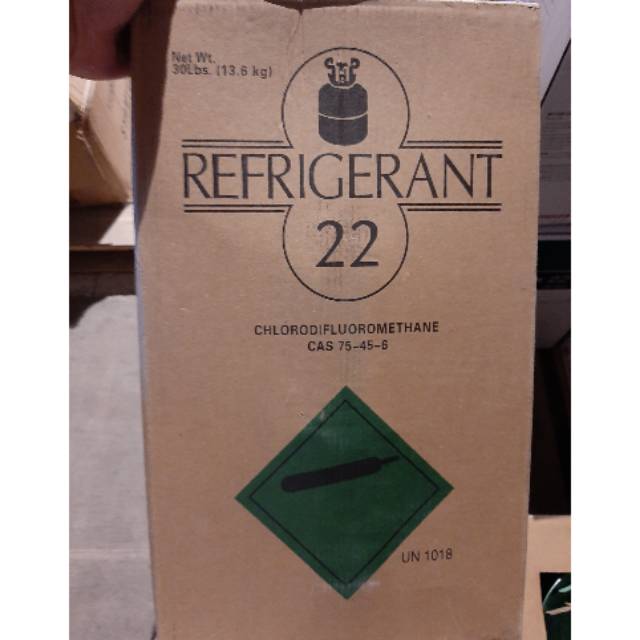 Net Wt.
30Lbs. (13.6 kg)
REFRIGERANT
22
CHLORODIFLUOROMETHANE
CAS 75-45-6
UN 1018